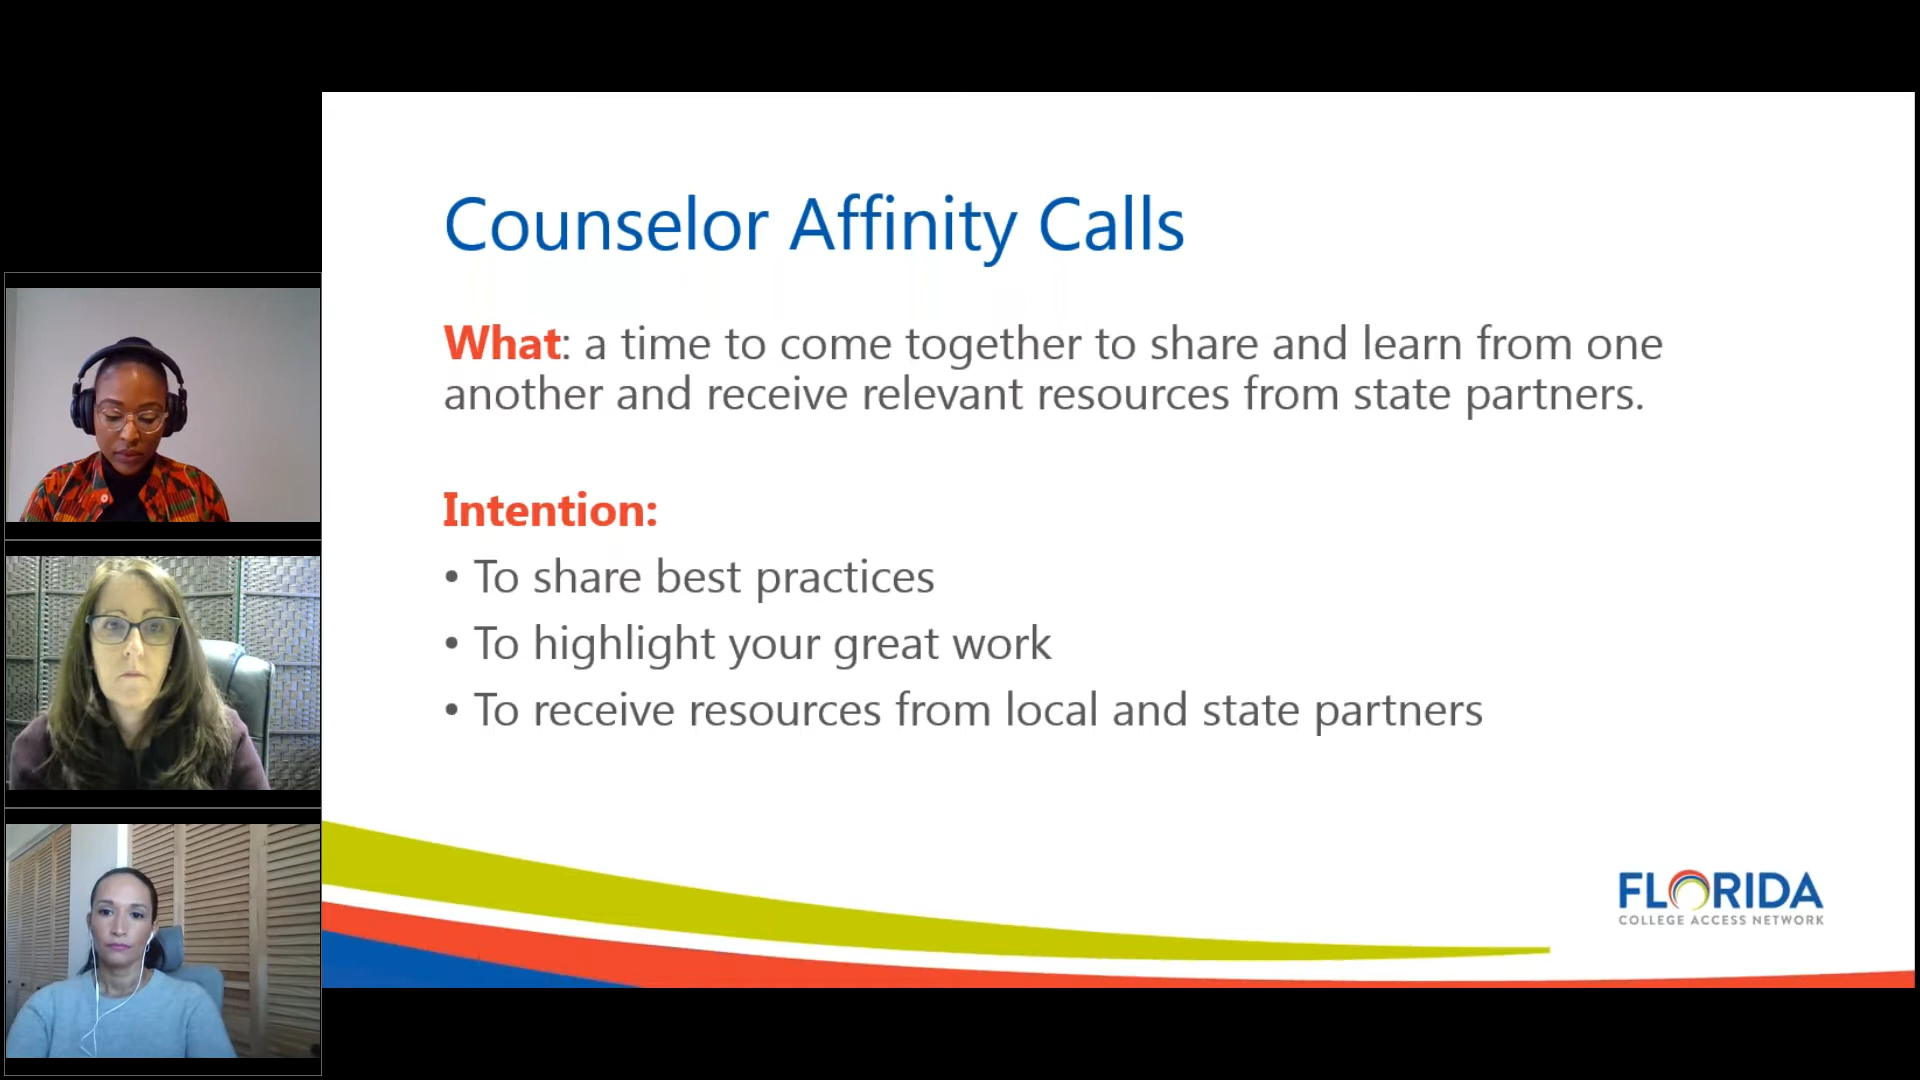 Counselor Affinity Calls
What: a time to come together to share and learn from one
another and receive relevant resources from state partners.
Intention:
• To share best practices
• To highlight your great work
• To receive resources from local and state partners
FLORIDA
COLLEGE ACCESS NETWORK